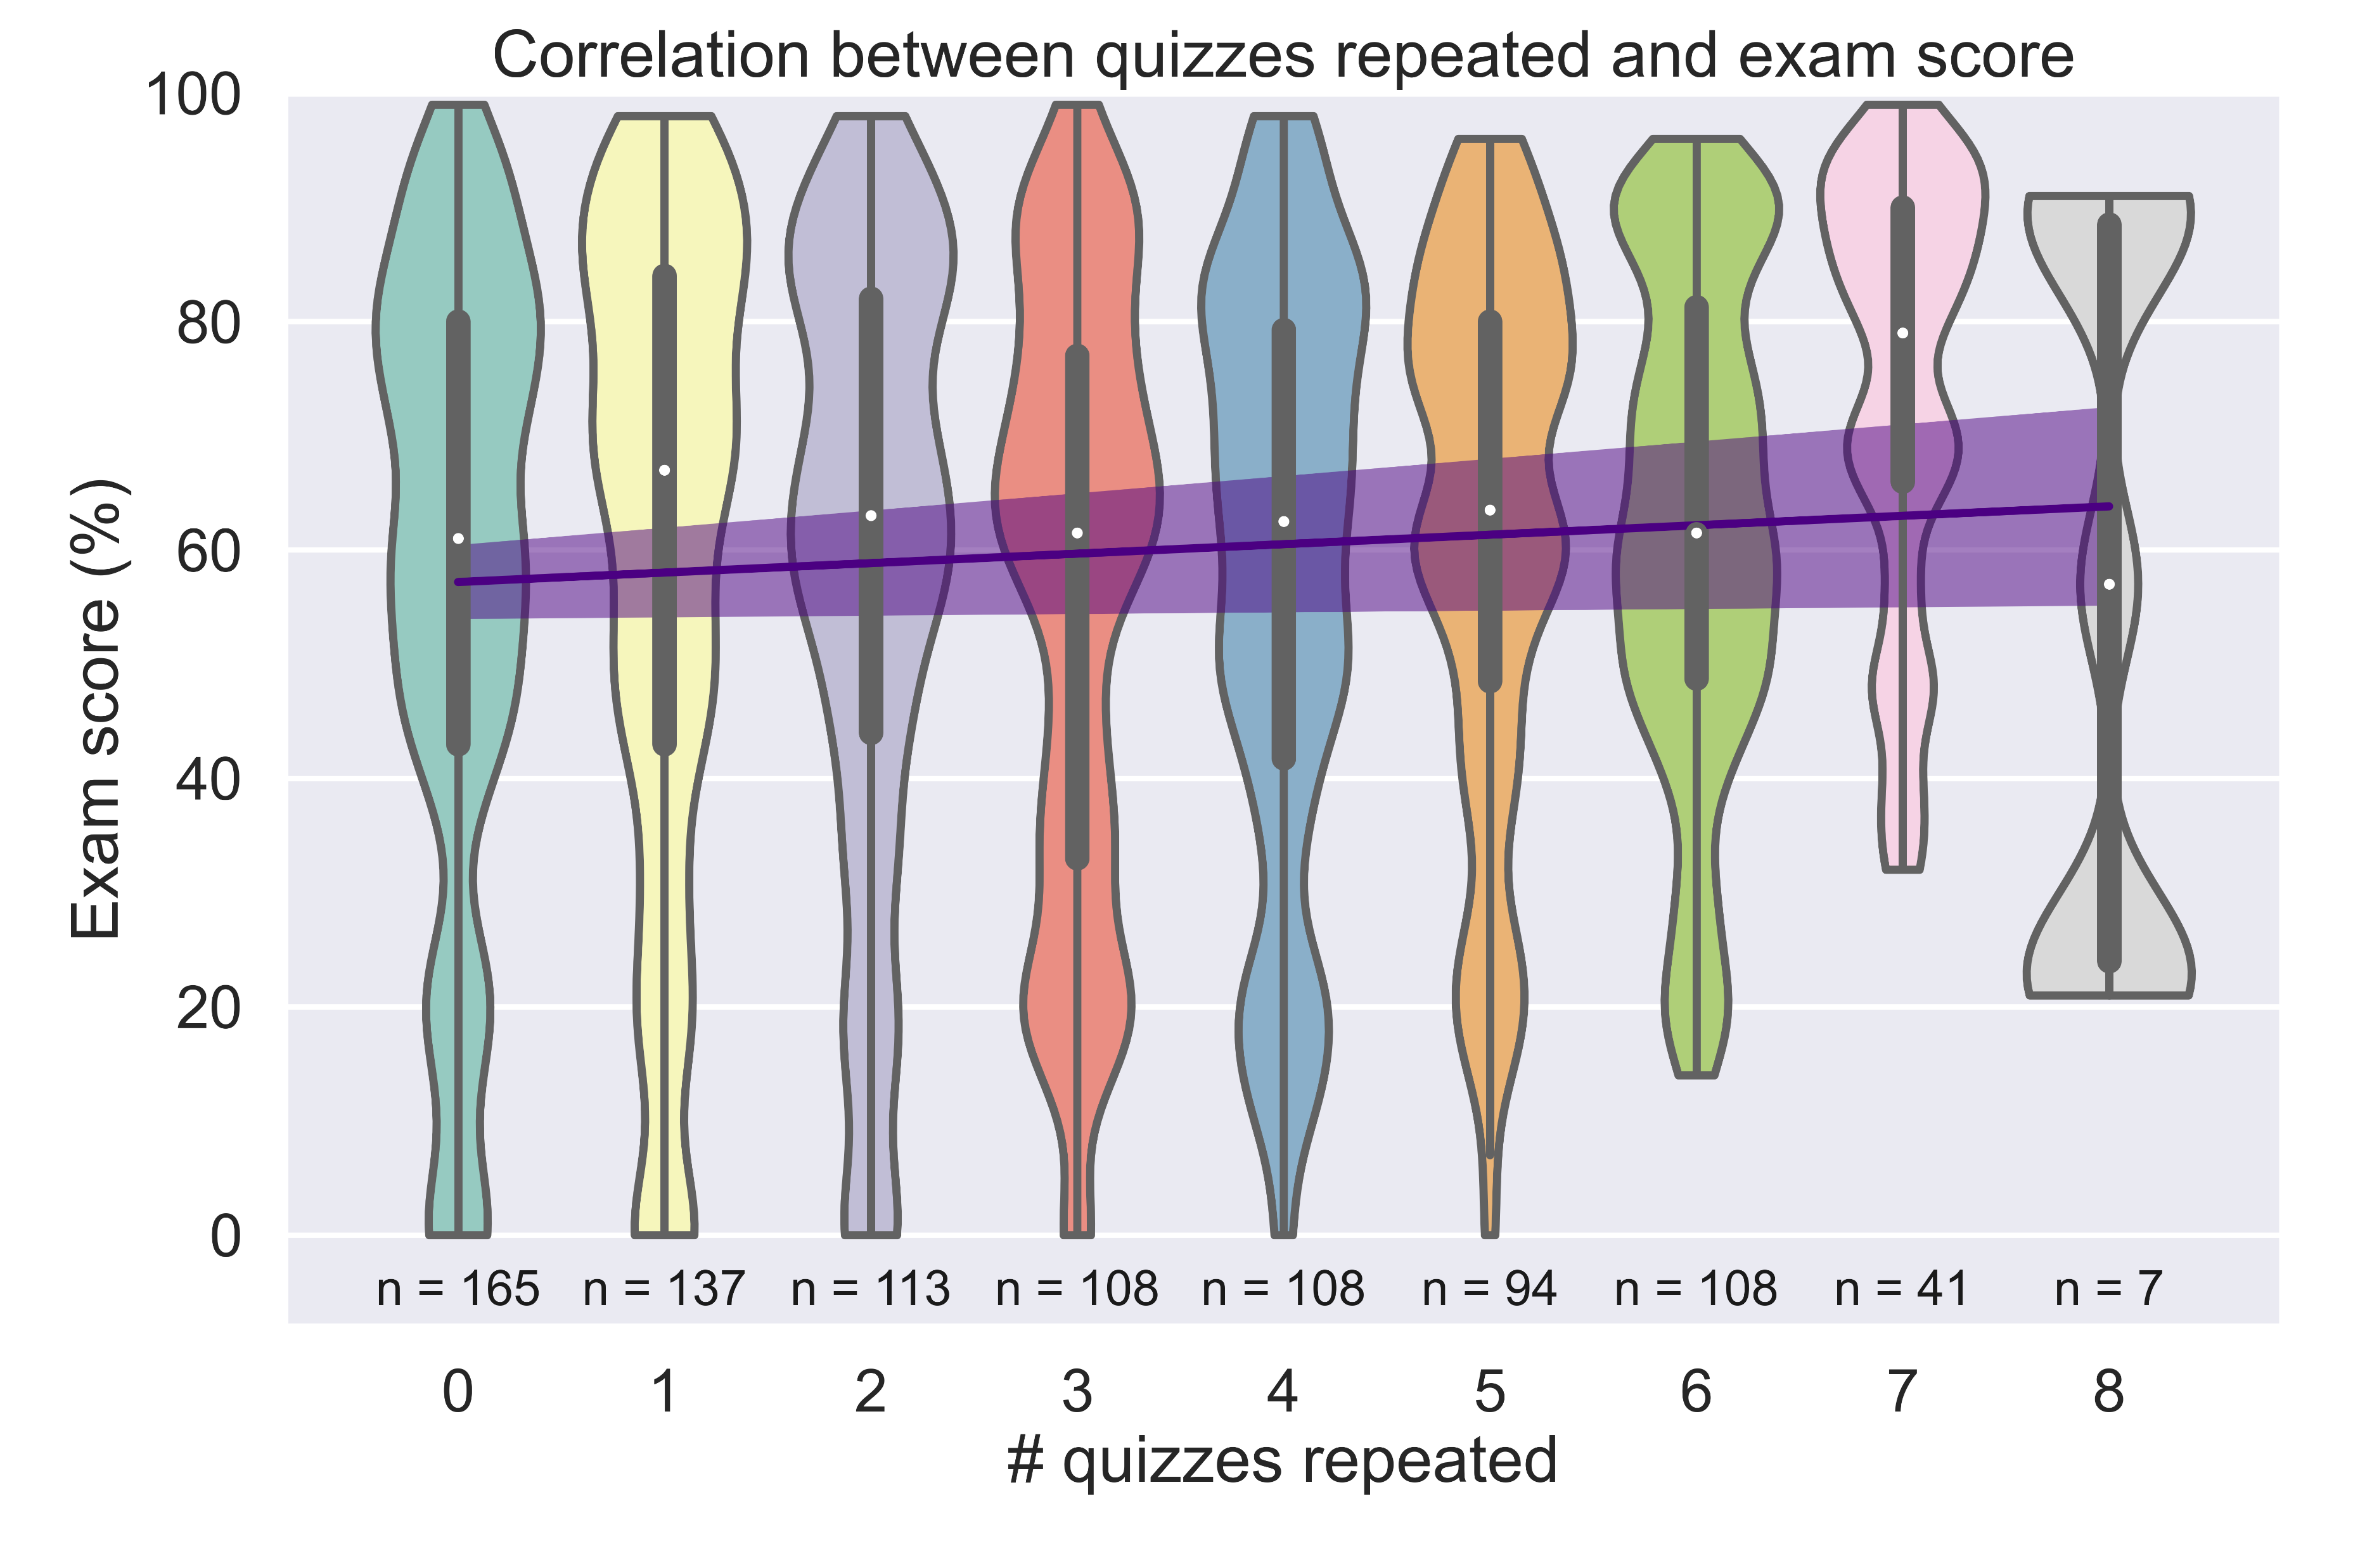 Correlation between quizzes repeated and exam score
100
80
60
40
20
0
Exam score (%)
n = 165 n = 137 n = 113 n = 108 n = 108 n = 94 n = 108 n = 41 n = 7
0 1 2 3 4 5 6 7 8
# quizzes repeated